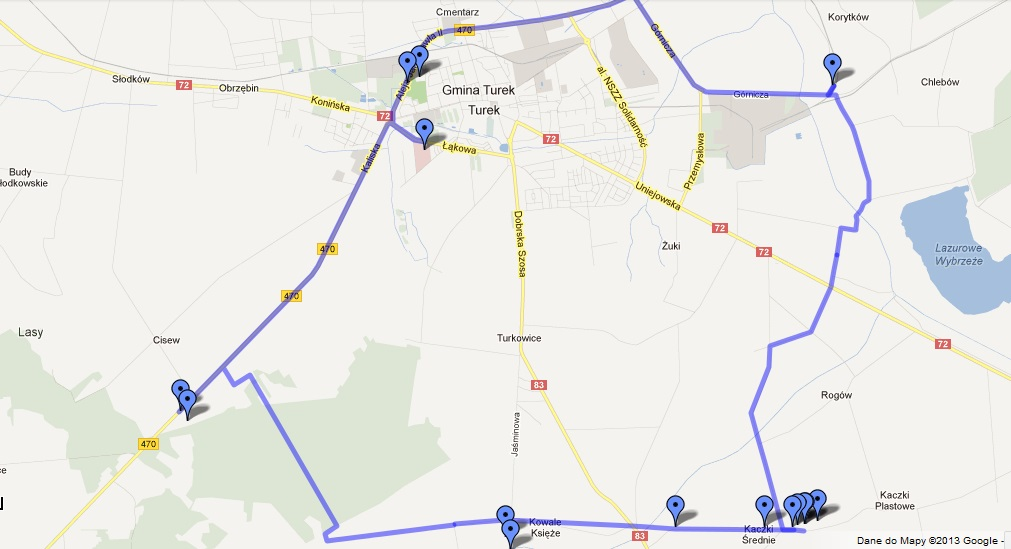 Cmentarz
470
Korytków
Górnicza
Słodków
72
Obrzębin
Gmina Turek
Turek
al. NSZZ Solidarność
Chlebów
Górnicza
Konińska
72
72
Łąkowa
Kaliska
Przemysłowa
Budy
łodkowskie
Uniejowska
Dobrska Szosa
72
Żuki
72
470
Lazurowe
Wybrzeże
470
Lasy
Cisew
Turkowice
72
83
Rogów
Jaśminowa
470
Kaczki
Plastowe
Kowale
Księże
Kaczki
Średnie
83
Dane do Mapy ©2013 Google -